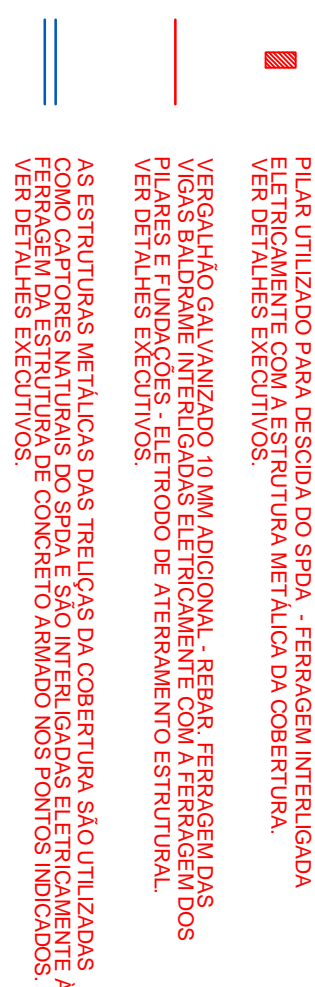 PILAR UTILIZADO PARA DESCIDA DO SPDA - FERRAGEM INTERLIGADA
ELETRICAMENTE COM A ESTRUTURA METÁLICA DA COBERTURA.
VER DETALHES EXECUTIVOS.
VERGALHÃO GALVANIZADO 10 MM ADICIONAL - REBAR. FERRAGEM DAS
VIGAS BALDRAME INTERLIGADAS ELETRICAMENTE COM A FERRAGEM DOS
PILARES E FUNDAÇÕES - ELETRODO DE ATERRAMENTO ESTRUTURAL.
VER DETALHES EXECUTIVOS.
AS ESTRUTURAS METÁLICAS DAS TRELIÇAS DA COBERTURA SÃO UTILIZADAS
COMO CAPTORES NATURAIS DO SPDA E SÃO INTERLIGADAS ELETRICAMENTE À
FERRAGEM DA ESTRUTURA DE CONCRETO ARMADO NOS PONTOS INDICADOS.
VER DETALHES EXECUTIVOS.